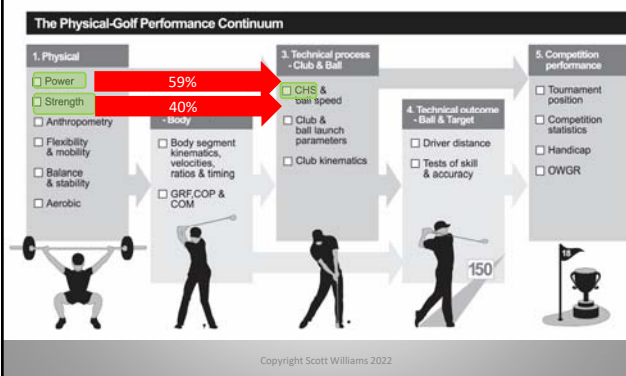 The Physical-Golf Performance Continuum
1. Physical
Power
Strength
Anthropometry
Flexibility
& mobility
Balance
& stability
Aerobic
59%
40%
- Body
Body segment
kinematics,
velocities,
ratios & timing
GRF,COP &
COM
3. Technical process
- Club & Ball
CHS &
ball speed
Club &
ball launch
parameters
Club kinematics
4. Technical outcome
- Ball & Target
Driver distance
Tests of skill
& accuracy
150
5. Competition
performance
Tournament
position
Competition
statistics
Handicap
OWGR
18
Copyright Scott Williams 2022